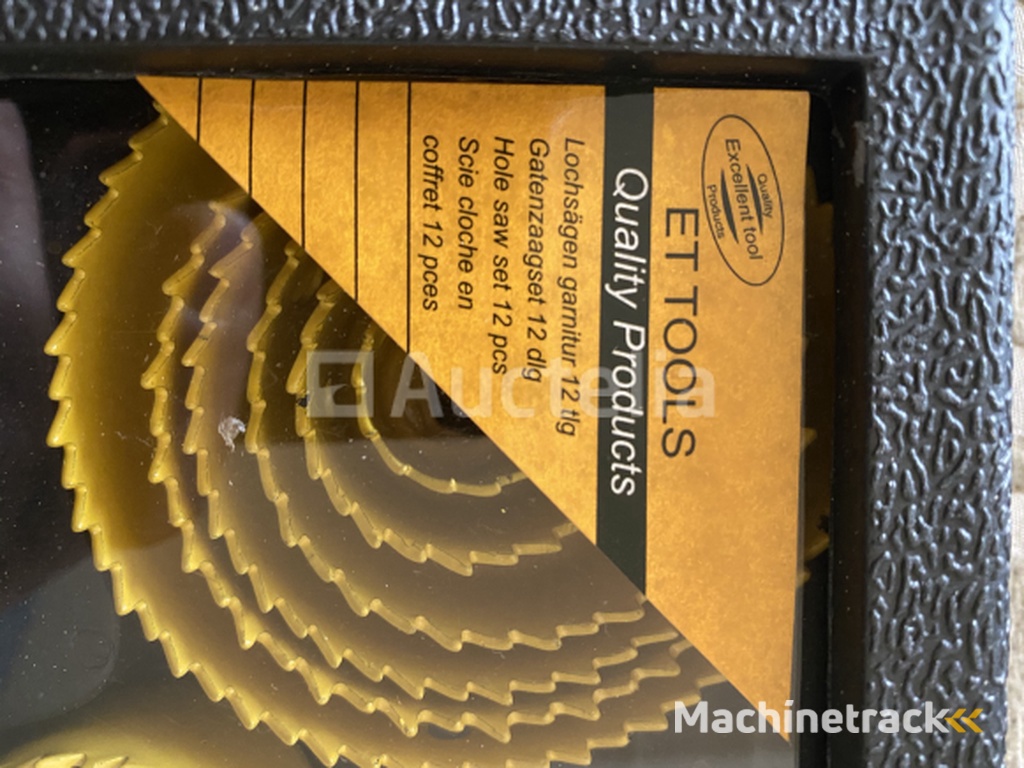 Quality
Excellent tool
Products
ET TOOLS
Quality Products
Lochsägen garnitur 12 tlg
Gatenzaagset 12 dlg
Hole saw set 12 pcs
Scie cloche en
coffret 12 pces
Auctelia
Machinetrack